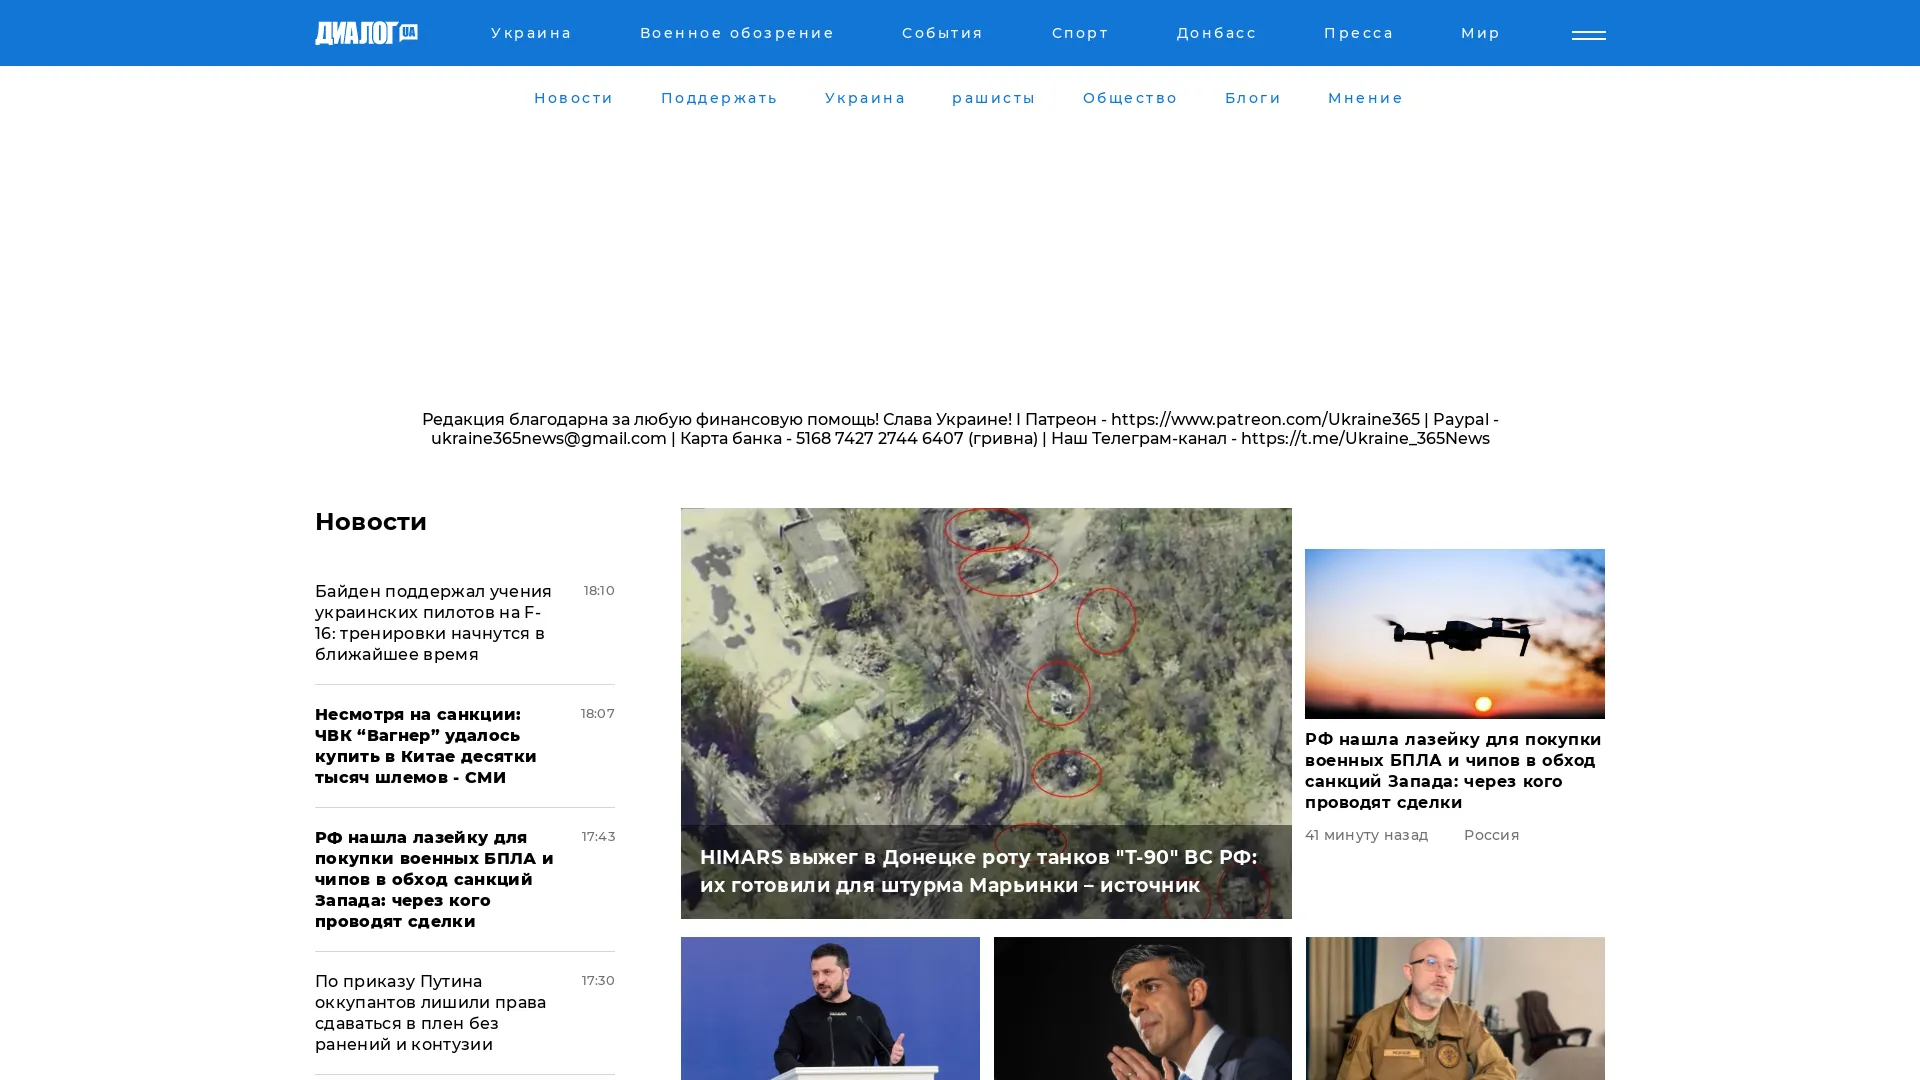 ДИАЛОГ UA
Украина
Военное обозрение
События
Спорт
Донбасс
Пресса
Мир
Новости
Поддержать
Украина
рашисты
Общество
Блоги
Мнение
Редакция благодарна за любую финансовую помощь! Слава Украине! I Патреон - https://www.patreon.com/Ukraine365 | Paypal -
ukraine365news@gmail.com | Карта банка - 5168 7427 2744 6407 (гривна) | Наш Телеграм-канал - https://t.me/Ukraine_365News
Новости
Байден поддержал учения
украинских пилотов на F-
16: тренировки начнутся в
ближайшее время
18:10
Несмотря на санкции:
ЧВК “Вагнер” удалось
купить в Китае десятки
тысяч шлемов - СМИ
18:07
РФ нашла лазейку для
покупки военных БПЛА и
чипов в обход санкций
Запада: через кого
проводят сделки
17:43
По приказу Путина
оккупантов лишили права
сдаваться в плен без
ранений и контузии
17:30
HIMARS выжег в Донецке роту танков "Т-90" ВС РФ:
их готовили для штурма Марьинки – источник
РФ нашла лазейку для покупки
военных БПЛА и чипов в обход
санкций Запада: через кого
проводят сделки
41 минуту назад
Россия